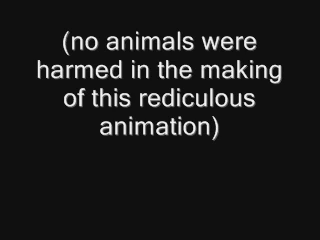 (no animals were
harmed in the making
of this rediculous
animation)